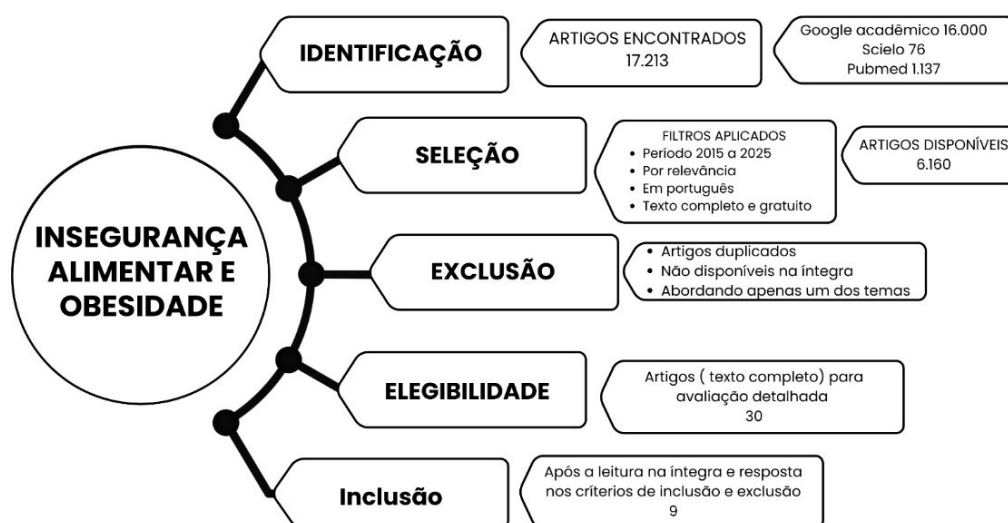 IDENTIFICAÇÃO
ARTIGOS ENCONTRADOS
17.213
Google acadêmico 16.000
Scielo 76
Pubmed 1.137
SELEÇÃO
FILTROS APLICADOS
• Período 2015 a 2025
• Por relevância
• Em português
• Texto completo e gratuito
ARTIGOS DISPONÍVEIS
6.160
INSEGURANÇA
ALIMENTAR E
OBESIDADE
EXCLUSÃO
• Artigos duplicados
• Não disponíveis na íntegra
• Abordando apenas um dos temas
ELEGIBILIDADE
Artigos ( texto completo) para
avaliação detalhada
30
Inclusão
Após a leitura na íntegra e resposta
nos críterios de inclusão e exclusão
9